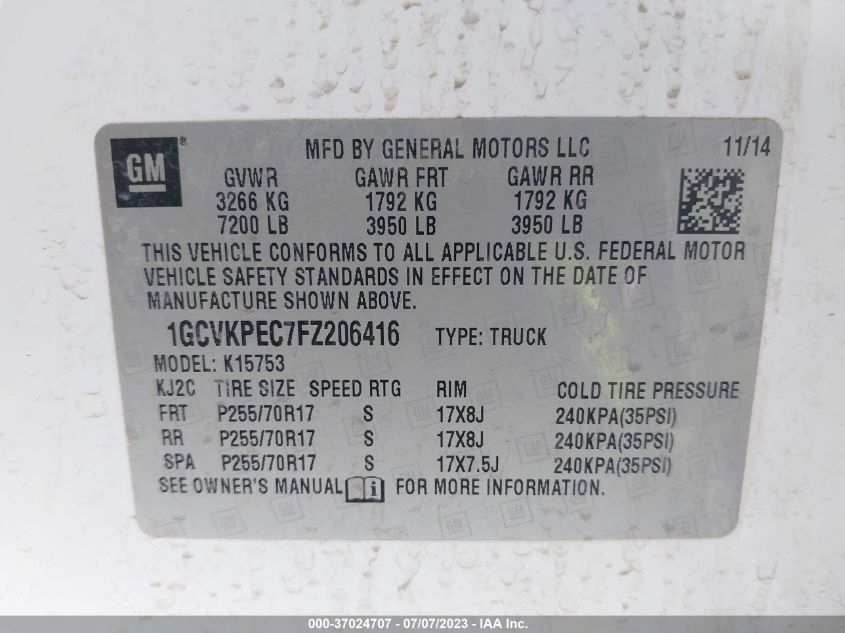 GM ® MFD BY GENERAL MOTORS LLC 11/14
GVWR GAWR FRT GAWR RR
3266 KG 1792 KG 1792 KG
7200 LB 3950 LB 3950 LB
THIS VEHICLE CONFORMS TO ALL APPLICABLE U.S. FEDERAL MOTOR
VEHICLE SAFETY STANDARDS IN EFFECT ON THE DATE OF
MANUFACTURE SHOWN ABOVE.
1GCVKPEC7FZ206416 TYPE: TRUCK
MODEL: K15753
KJ2C TIRE SIZE SPEED RTG RIM COLD TIRE PRESSURE
FRT P255/70R17 S 17X8J 240KPA(35PSI)
RR P255/70R17 S 17X8J 240KPA(35PSI)
SPA P255/70R17 S 17X7.5J 240KPA(35PSI)
SEE OWNER'S MANUAL FOR MORE INFORMATION.
000-37024707 - 07/07/2023 - IAA Inc.